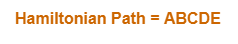 Hamiltonian Path = ABCDE